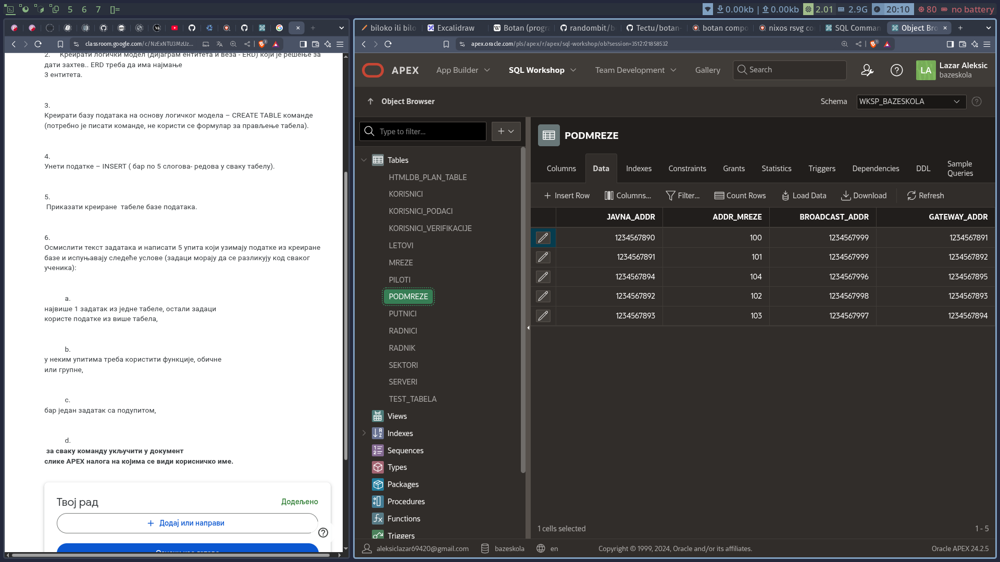 5 6 7 []=
0.00kb | 0.00kb 2.01 2.9G 20:10 80 no battery
classroom.google.com/c/NzExNTU3MzUz...
2. Креирати логички модел (дијаграм ентитета и веза - ERD) који је решење за
дати захтев.. ERD треба да има најмање
3 ентитета.
3.
Креирати базу података на основу логичког модела – CREATE TABLE команде
(потребно је писати команде, не користи се формулар за прављење табела).
4.
Унети податке – INSERT ( бар по 5 слогова- редова у сваку табелу).
5.
Приказати креиране  табеле базе података.
6.
Осмислити текст задатака и написати 5 упита који узимају податке из креиране
базе и испуњавају следеће услове (задаци морају да се разликују код сваког
ученика):
a.
највише 1 задатак из једне табеле, остали задаци
користе податке из више табела,
b.
у неким упитима треба користити функције, обичне
или групне,
c.
бар један задатак са подупитом,
d.
за сваку команду укључити у документ
слике APEX налога на којима се види корисничко име.
Твој рад Додељено
Додај или направи
biloko ili bilo Excalidraw Botan (progra randombit/b Tectu/botan- botan compo nixos rsvg co SQL Comman Object Bro
apex.oracle.com/pls/apex/r/apex/sql-workshop/ob?session=3512721858532
APEX App Builder SQL Workshop Team Development Gallery Search LA Lazar Aleksic
bazeskola
Object Browser Schema WKSP_BAZESKOLA
Type to filter...
Tables
HTMLDB_PLAN_TABLE
KORISNICI
KORISNICI_PODACI
KORISNICI_VERIFIKACIJE
LETOVI
MREZE
PILOTI
PODMREZE
PUTNICI
RADNICI
RADNIK
SEKTORI
SERVERI
TEST_TABELA
Views
Indexes
Sequences
Types
Packages
Procedures
Functions
Triggers
PODMREZE
Columns Data Indexes Constraints Grants Statistics Triggers Dependencies DDL Sample Queries
Insert Row Columns... Filter... Count Rows Load Data Download Refresh
JAVNA_ADDR ADDR_MREZE BROADCAST_ADDR GATEWAY_ADDR
1234567890 100 1234567999 1234567891
1234567891 101 1234567999 1234567892
1234567894 104 1234567996 1234567895
1234567892 102 1234567998 1234567893
1234567893 103 1234567997 1234567894
1 cells selected 1 - 5
aleksiclazar69420@gmail.com bazeskola en Copyright © 1999, 2024, Oracle and/or its affiliates. Oracle APEX 24.2.5